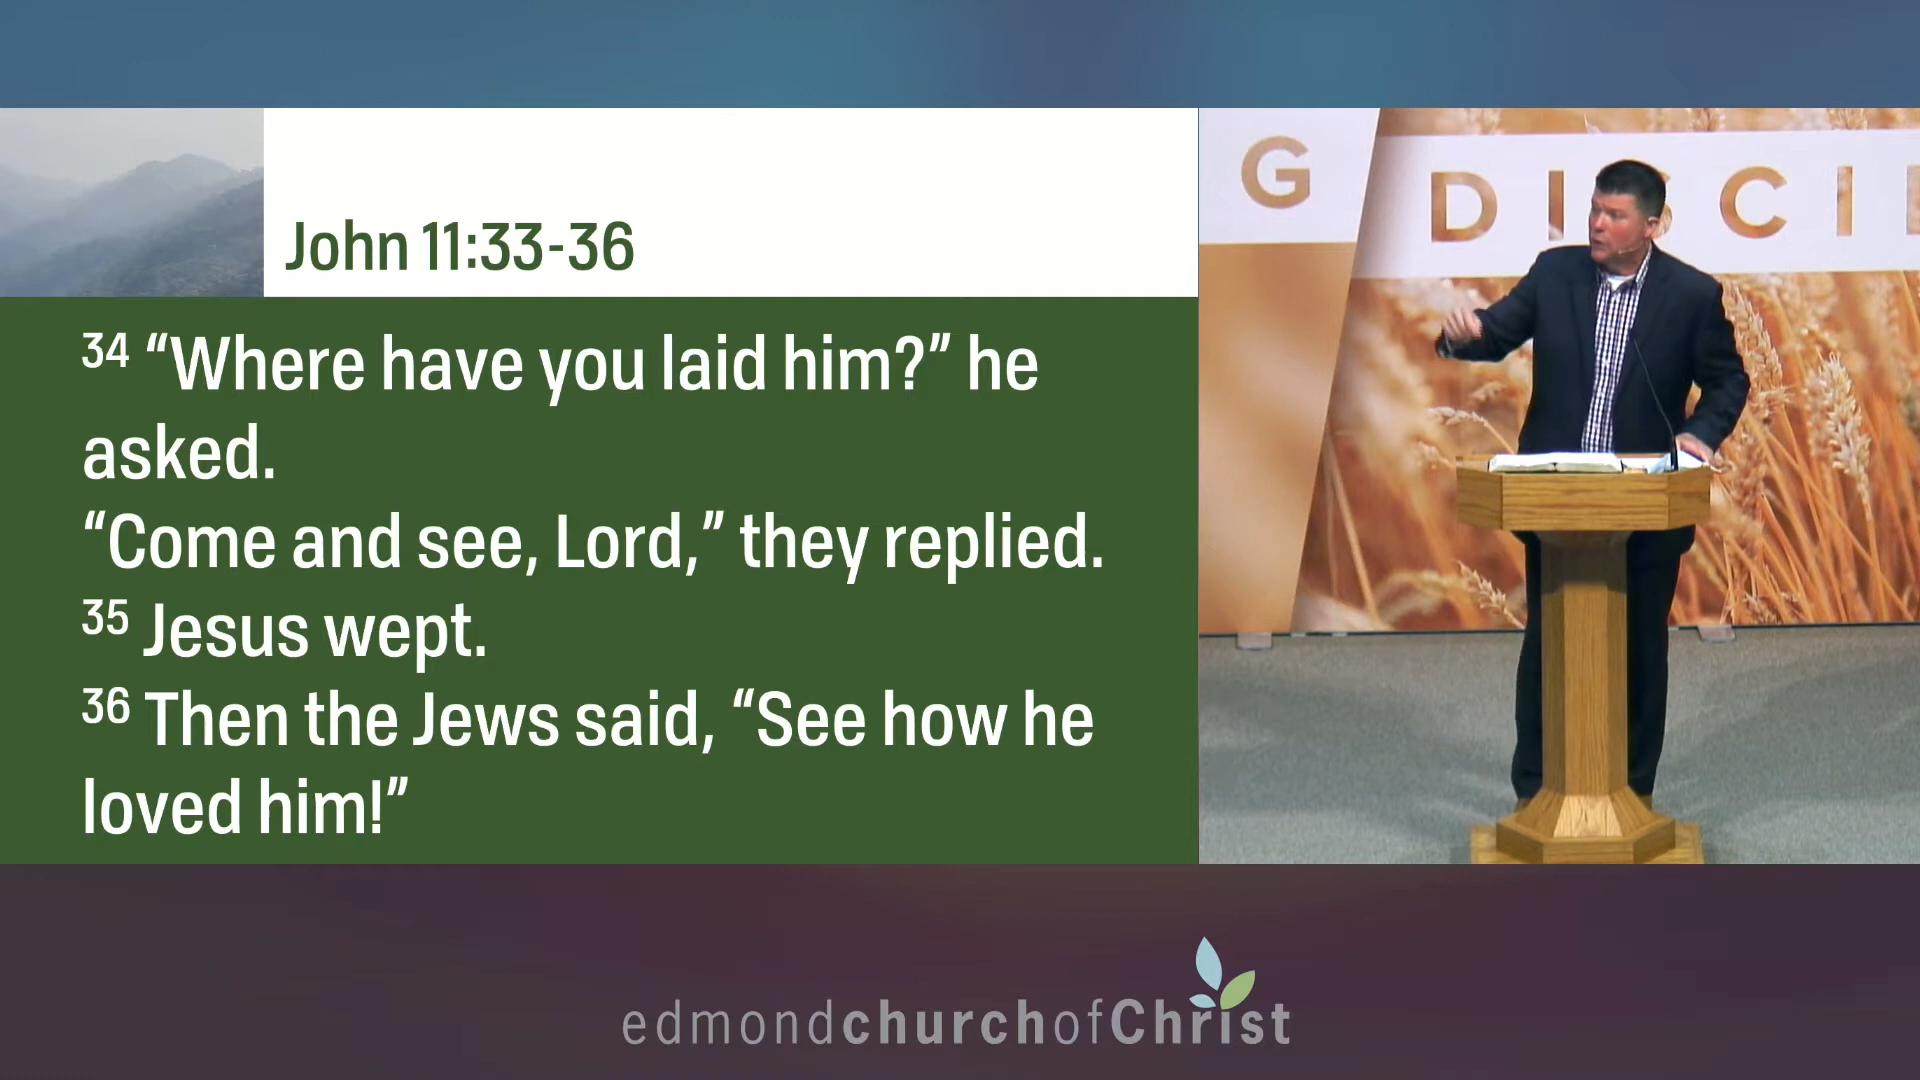 John 11:33-36
34 “Where have you laid him?” he
asked.
“Come and see, Lord,” they replied.
35 Jesus wept.
36 Then the Jews said, “See how he
loved him!”
G
DISCI
edmondchurchofChrist